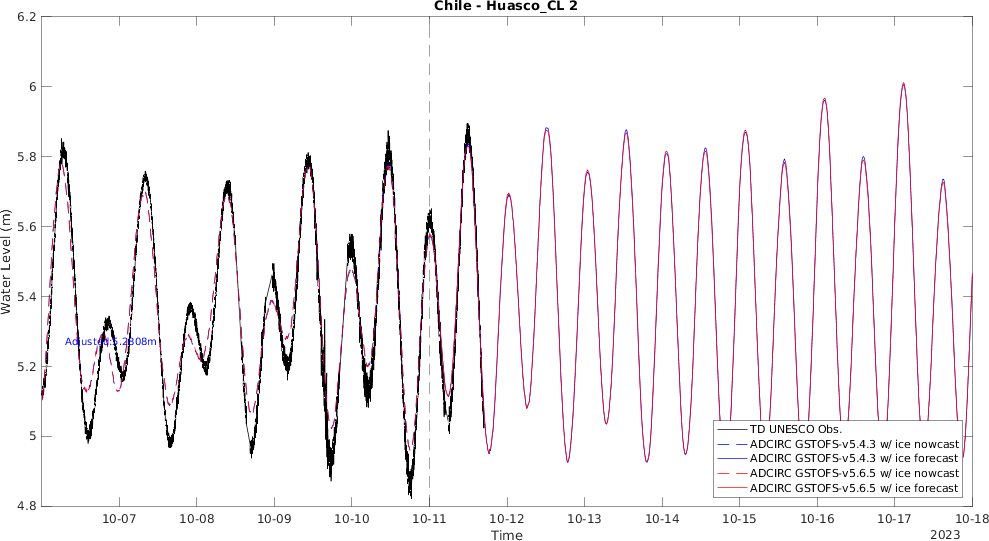 Chile - Huasco_CL 2
6.2
6
5.8
5.6
5.4
5.2
5
4.8
Water Level (m)
Adjusted:5.2808m
TD UNESCO Obs.
ADCIRC GSTOFS-v5.4.3 w/ ice nowcast
ADCIRC GSTOFS-v5.4.3 w/ ice forecast
ADCIRC GSTOFS-v5.6.5 w/ ice nowcast
ADCIRC GSTOFS-v5.6.5 w/ ice forecast
10-07 10-08 10-09 10-10 10-11 10-12 10-13 10-14 10-15 10-16 10-17 10-18
Time
2023